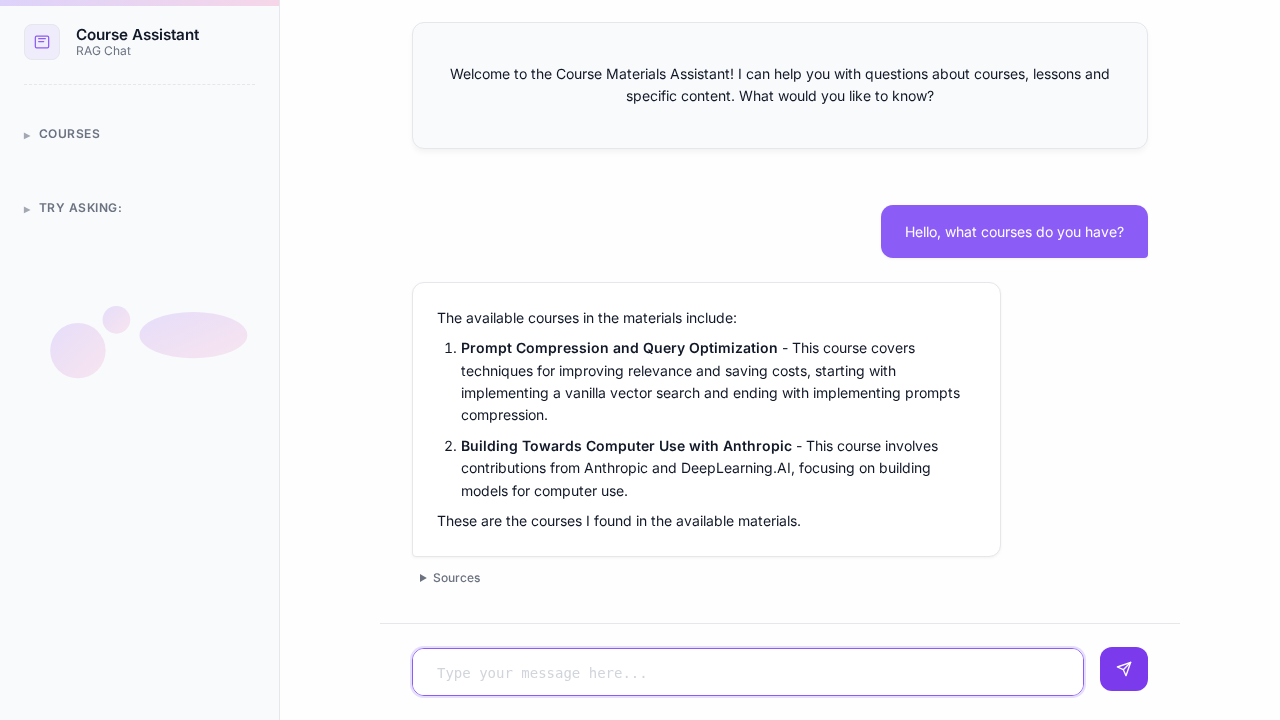 Course Assistant
RAG Chat
COURSES
TRY ASKING:
Welcome to the Course Materials Assistant! I can help you with questions about courses, lessons and
specific content. What would you like to know?
Hello, what courses do you have?
The available courses in the materials include:
1. Prompt Compression and Query Optimization - This course covers
techniques for improving relevance and saving costs, starting with
implementing a vanilla vector search and ending with implementing prompts
compression.
2. Building Towards Computer Use with Anthropic - This course involves
contributions from Anthropic and DeepLearning.AI, focusing on building
models for computer use.
These are the courses I found in the available materials.
Sources
Type your message here...